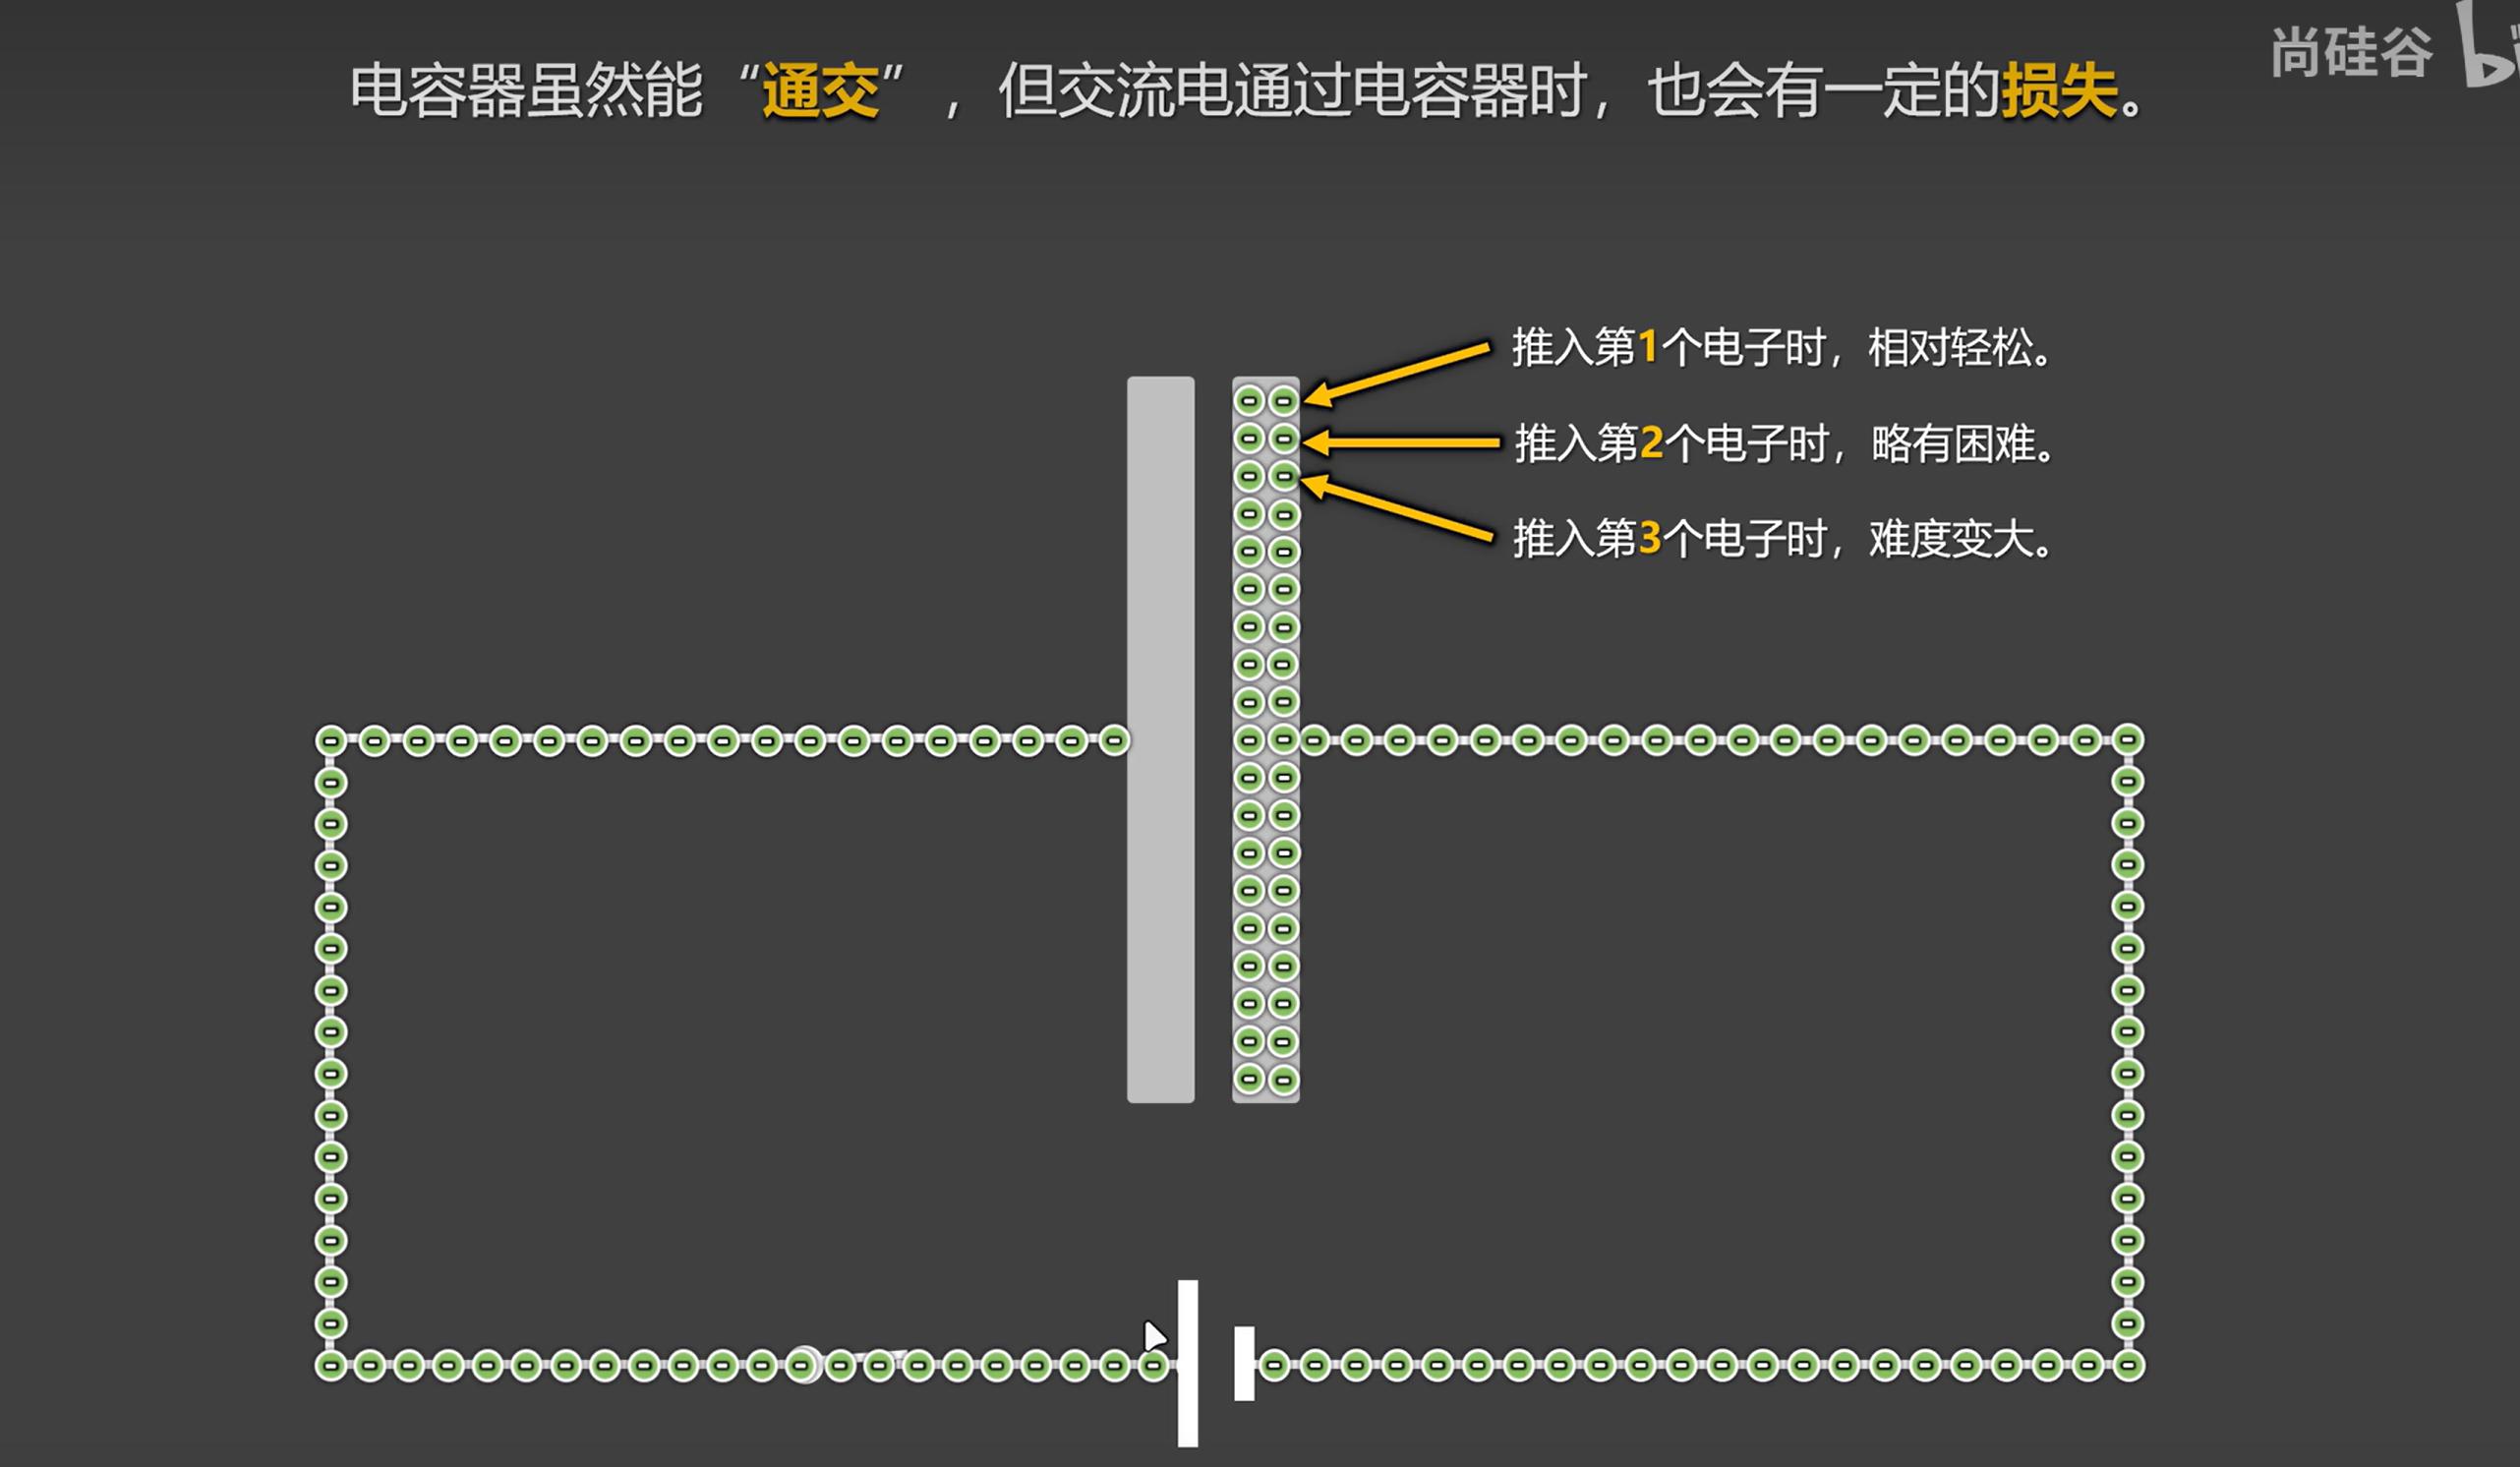 电容器虽然能“通交”，但交流电通过电容器时，也会有一定的损失。
尚硅谷
推入第1个电子时，相对轻松。
推入第2个电子时，略有困难。
推入第3个电子时，难度变大。